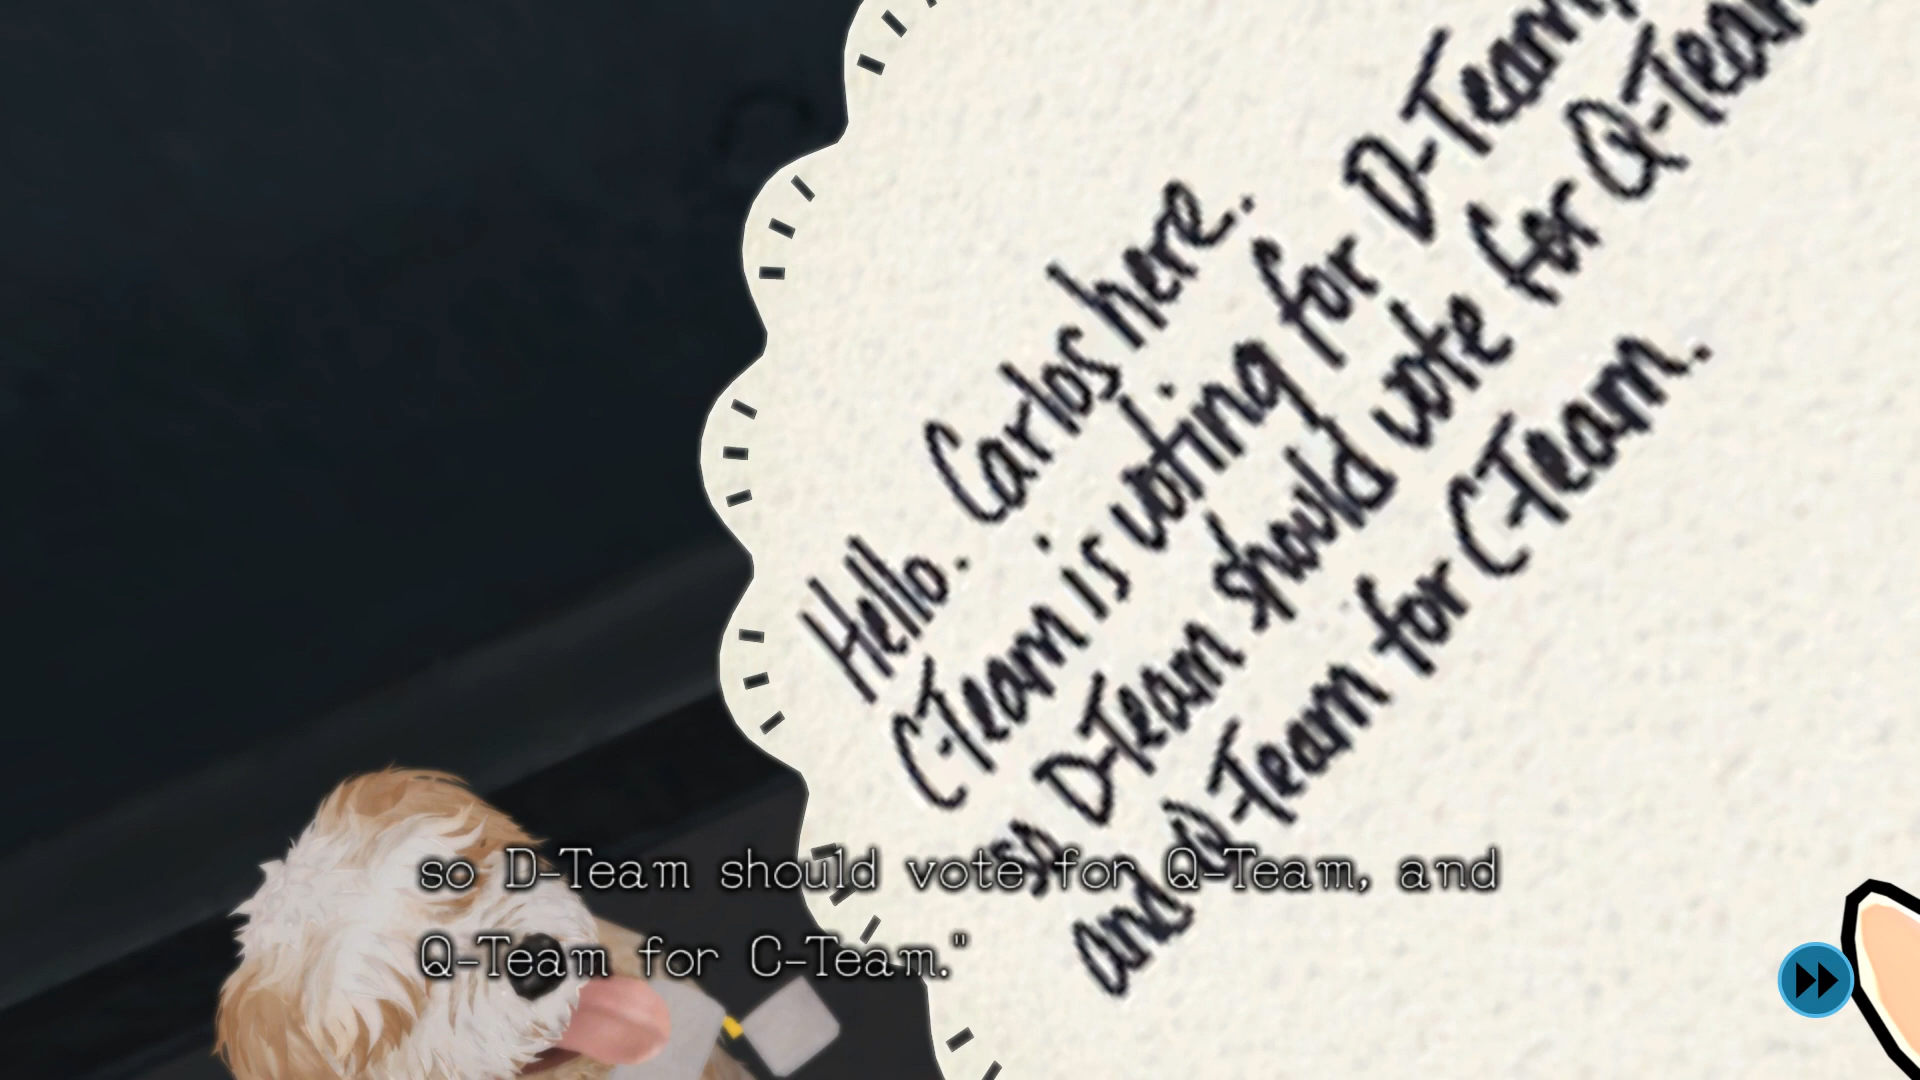 Hello. Carlos here.
C-Team is voting for D-Team,
so D-Team should vote for Q-Team
and Q-Team for C-Team.
so D-Team should vote for Q-Team, and
Q-Team for C-Team."